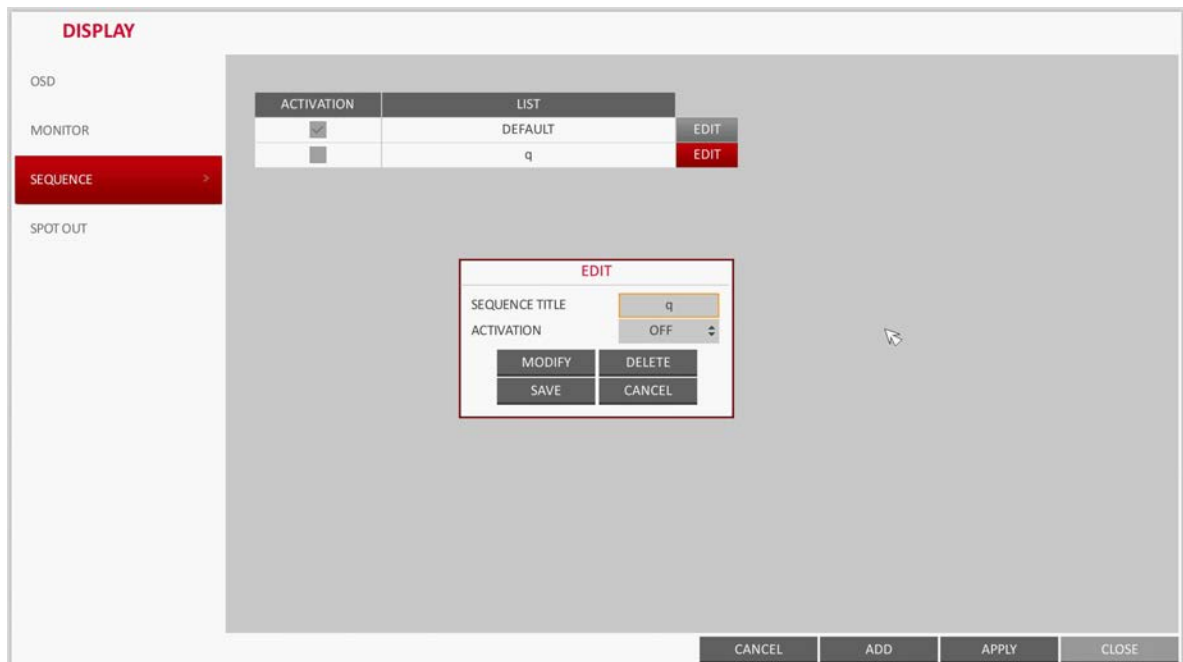 DISPLAY
OSD
MONITOR
SEQUENCE >
SPOT OUT
ACTIVATION LIST
DEFAULT EDIT
q EDIT
EDIT
SEQUENCE TITLE q
ACTIVATION OFF
MODIFY DELETE
SAVE CANCEL
CANCEL ADD APPLY CLOSE